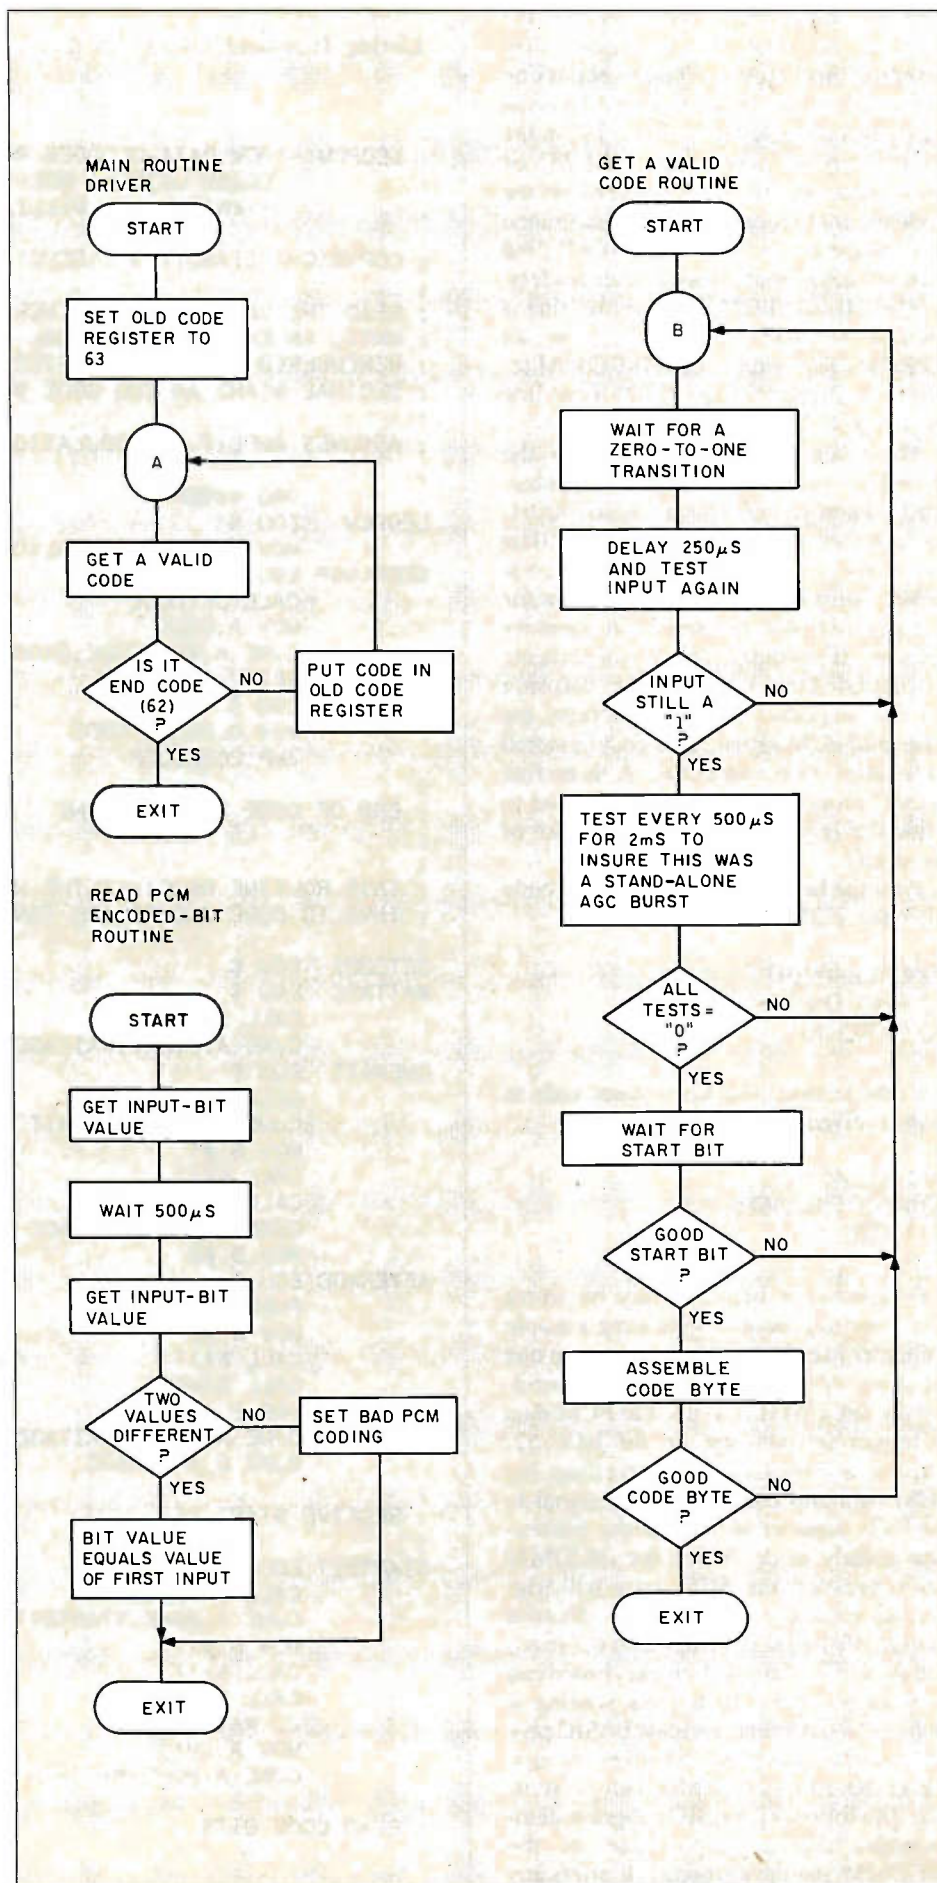 MAIN ROUTINE
DRIVER
START
SET OLD CODE
REGISTER TO
63
A
GET A VALID
CODE
IS IT
END CODE
(62)
?
NO
PUT CODE IN
OLD CODE
REGISTER
YES
EXIT
READ PCM
ENCODED-BIT
ROUTINE
START
GET INPUT-BIT
VALUE
WAIT 500µS
GET INPUT-BIT
VALUE
TWO
VALUES
DIFFERENT
?
NO
SET BAD PCM
CODING
YES
BIT VALUE
EQUALS VALUE
OF FIRST INPUT
EXIT
GET A VALID
CODE ROUTINE
START
B
WAIT FOR A
ZERO-TO-ONE
TRANSITION
DELAY 250µS
AND TEST
INPUT AGAIN
INPUT
STILL A
"1"
?
NO
YES
TEST EVERY 500µS
FOR 2mS TO
INSURE THIS WAS
A STAND-ALONE
AGC BURST
ALL
TESTS=
"0"
?
NO
YES
WAIT FOR
START BIT
GOOD
START BIT
?
NO
YES
ASSEMBLE
CODE BYTE
GOOD
CODE BYTE
?
NO
YES
EXIT